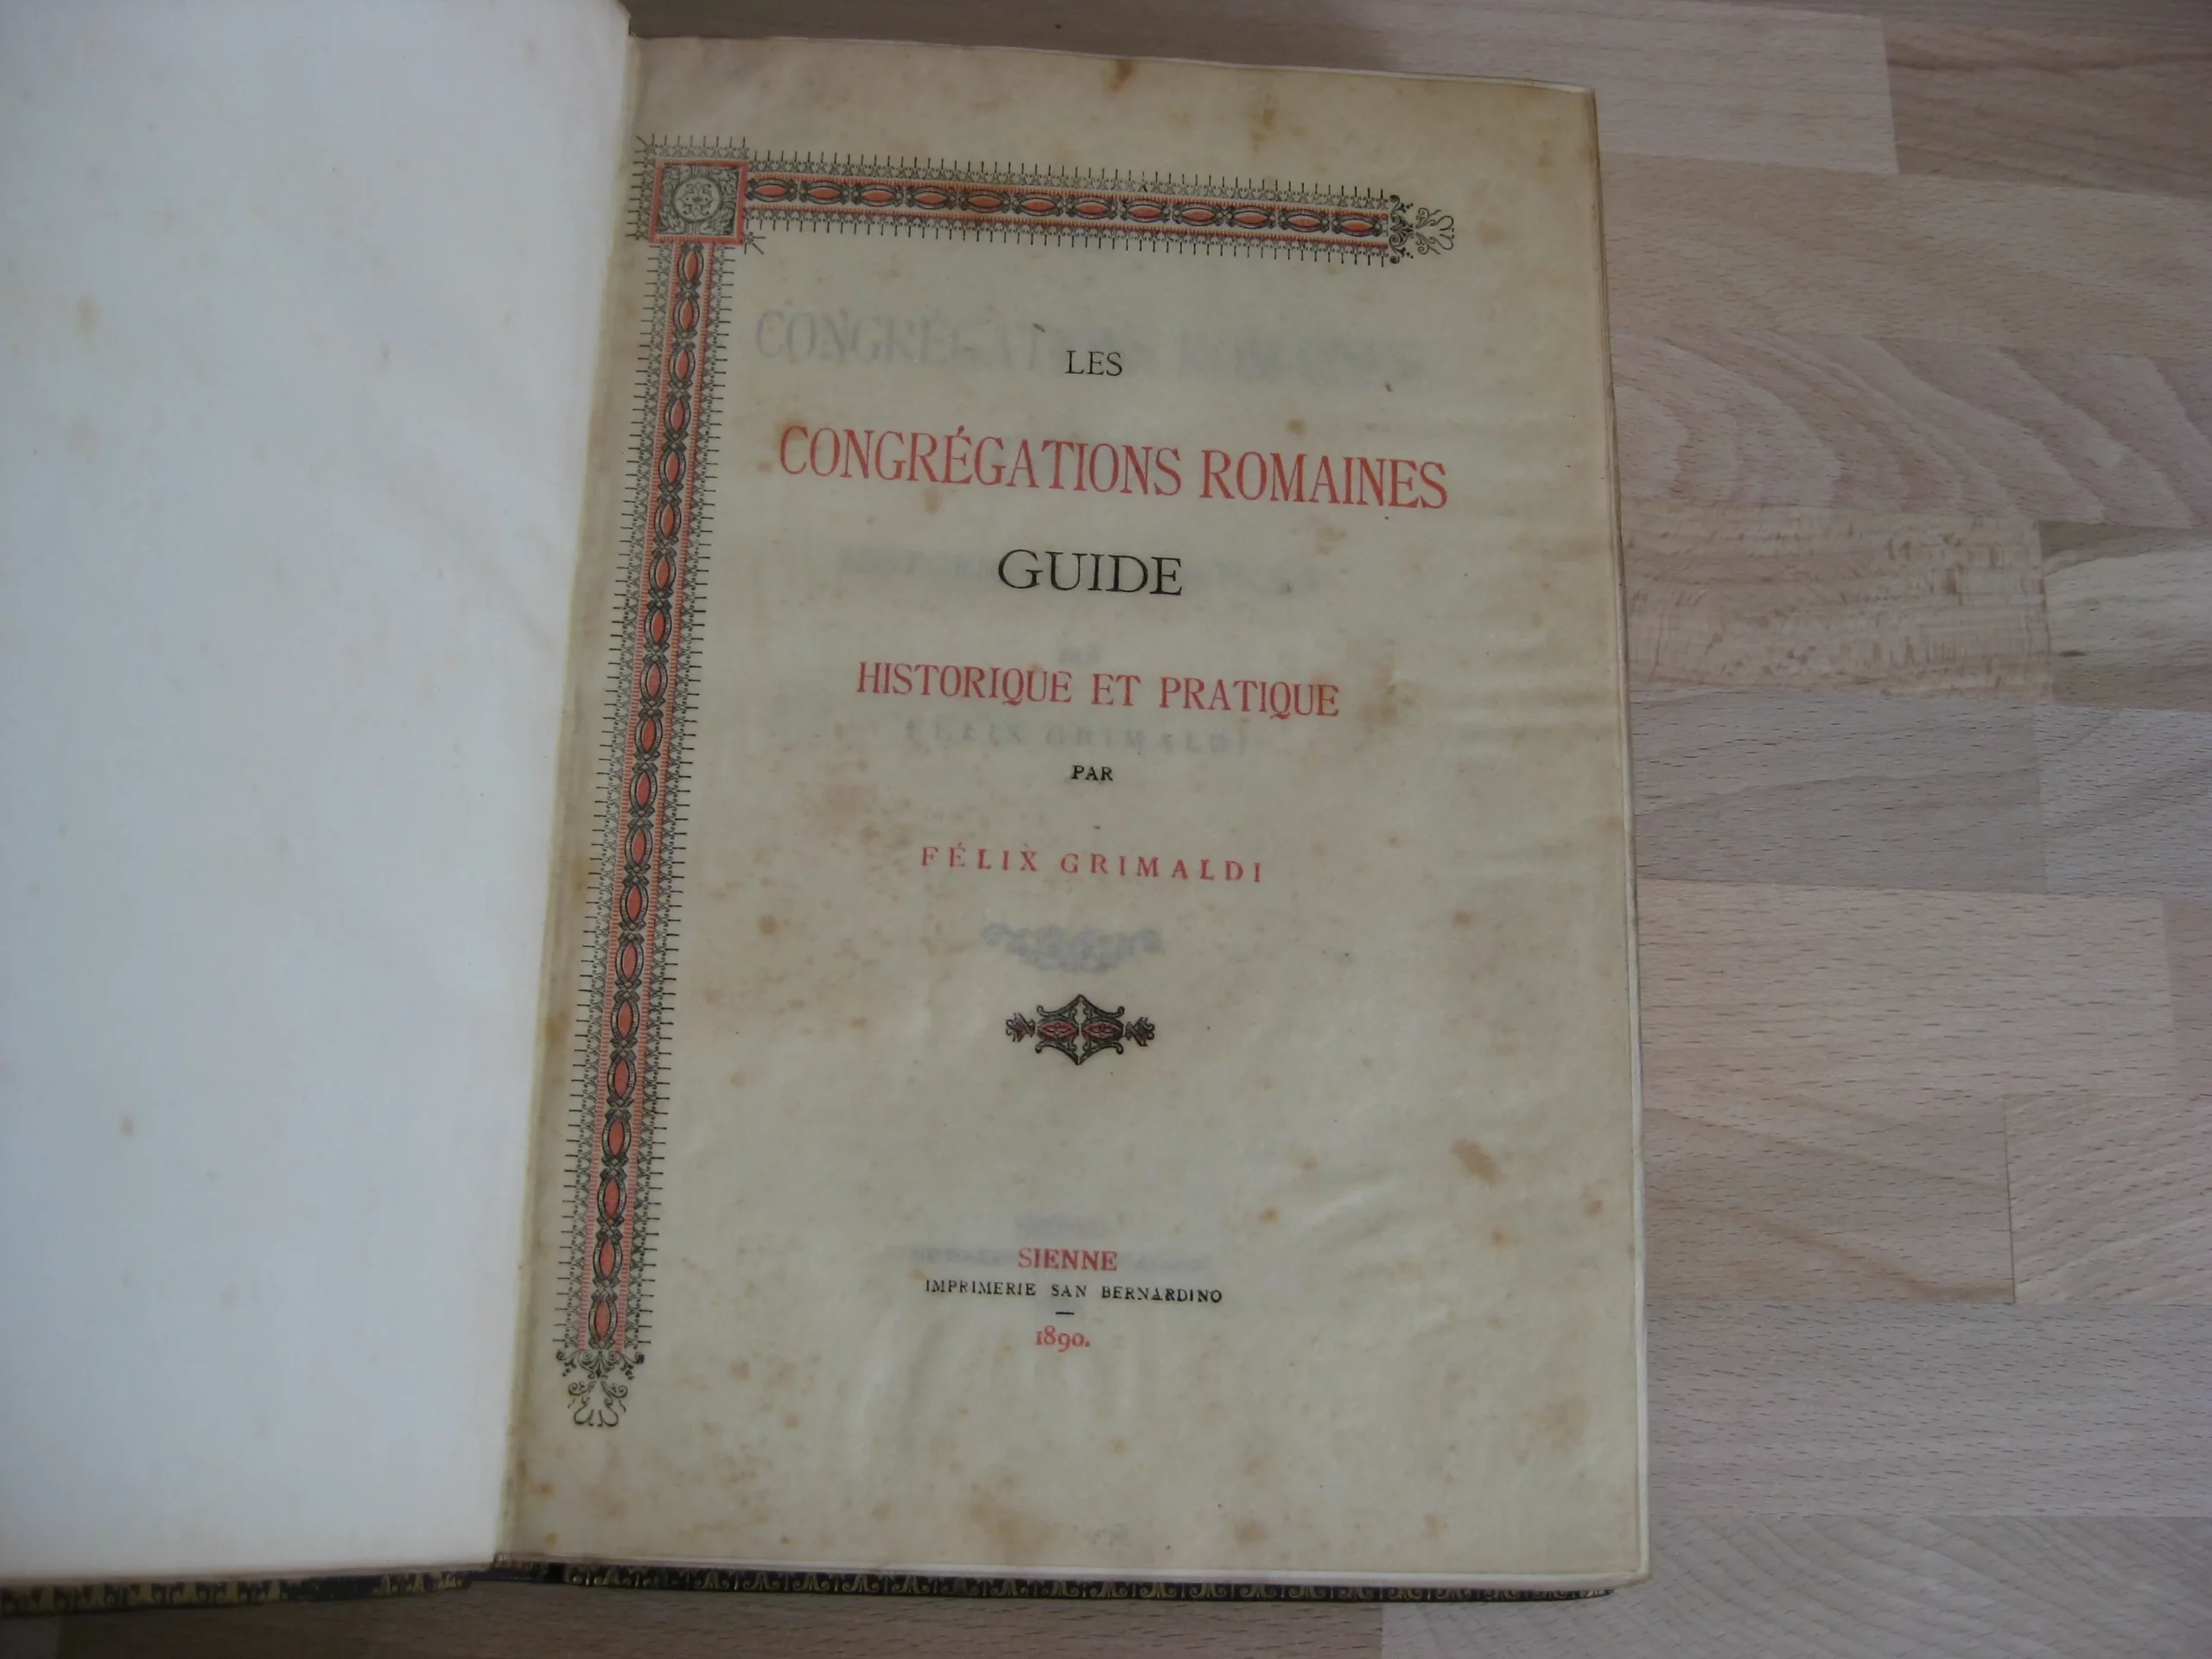 LES
CONGRÉGATIONS ROMAINES
GUIDE
HISTORIQUE ET PRATIQUE
PAR
FÉLIX GRIMALDI
SIENNE
IMPRIMERIE SAN BERNARDINO
1890.